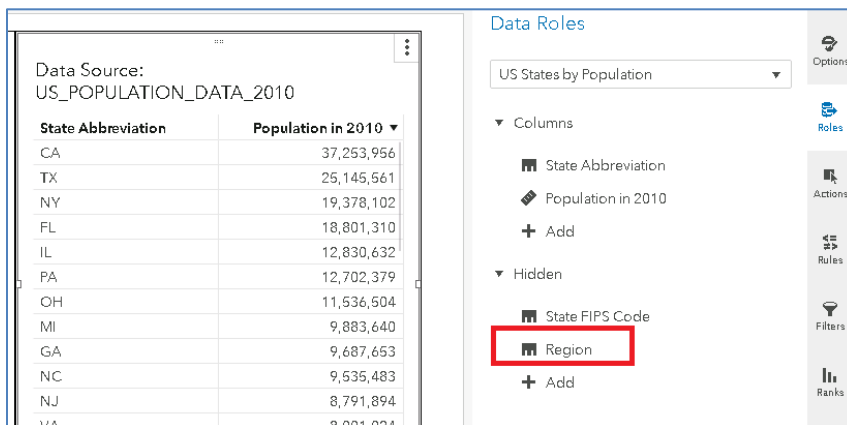 Data Source:
US_POPULATION_DATA_2010
State Abbreviation Population in 2010
CA 37,253,956
TX 25,145,561
NY 19,378,102
FL 18,801,310
IL 12,830,632
PA 12,702,379
OH 11,536,504
MI 9,883,640
GA 9,687,653
NC 9,535,483
NJ 8,791,894
VA 8,001,024
Data Roles
US States by Population
Columns
State Abbreviation
Population in 2010
Add
Hidden
State FIPS Code
Region
Add
Options
Roles
Actions
Rules
Filters
Ranks